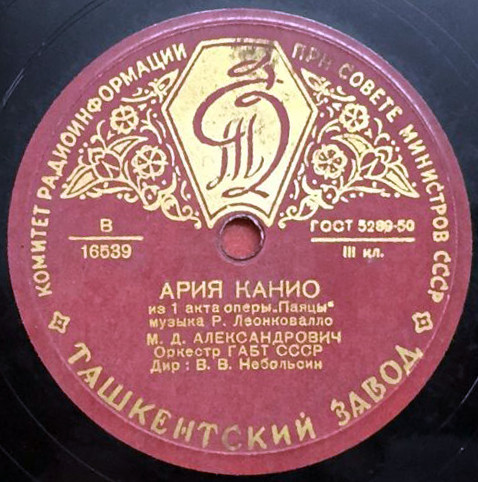 КОМИТЕТ РАДИОИНФОРМАЦИИ ПРИ СОВЕТЕ МИНИСТРОВ СССР
В
16539
ГОСТ 5289-50
III кл.
АРИЯ КАНИО
из 1 акта оперы „Паяцы“
музыка Р. Леонковалло
М. Д. АЛЕКСАНДРОВИЧ
Оркестр ГАБТ СССР
Дир : В. В. Небольсин
ТАШКЕНТСКИЙ ЗАВОД